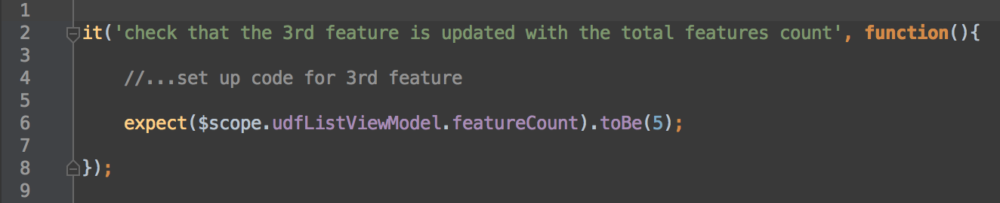 1
2 it('check that the 3rd feature is updated with the total features count', function(){
3
4 //...set up code for 3rd feature
5
6 expect($scope.udfListViewModel.featureCount).toBe(5);
7
8 });
9